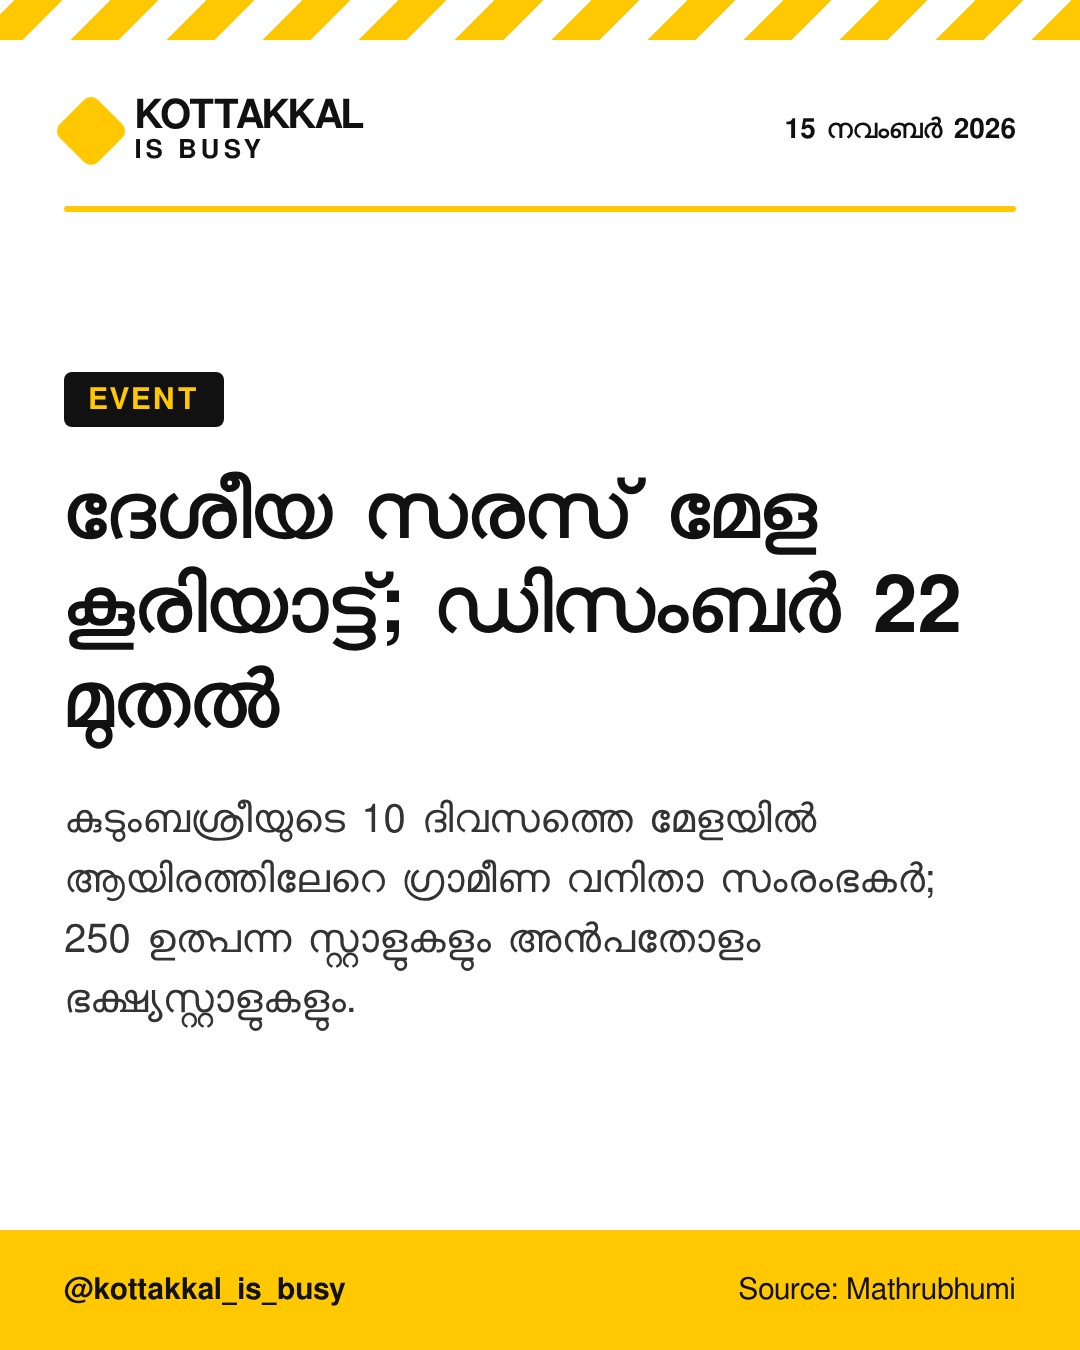 KOTTAKKAL
IS BUSY
15 നവംബർ 2026
EVENT
ദേശീയ സരസ് മേള
കൂരിയാട്ട്; ഡിസംബർ 22
മുതൽ
കുടുംബശ്രീയുടെ 10 ദിവസത്തെ മേളയിൽ
ആയിരത്തിലേറെ ഗ്രാമീണ വനിതാ സംരംഭകർ;
250 ഉത്പന്ന സ്റ്റാളുകളും അൻപതോളം
ഭക്ഷ്യസ്റ്റാളുകളും.
@kottakkal_is_busy
Source: Mathrubhumi